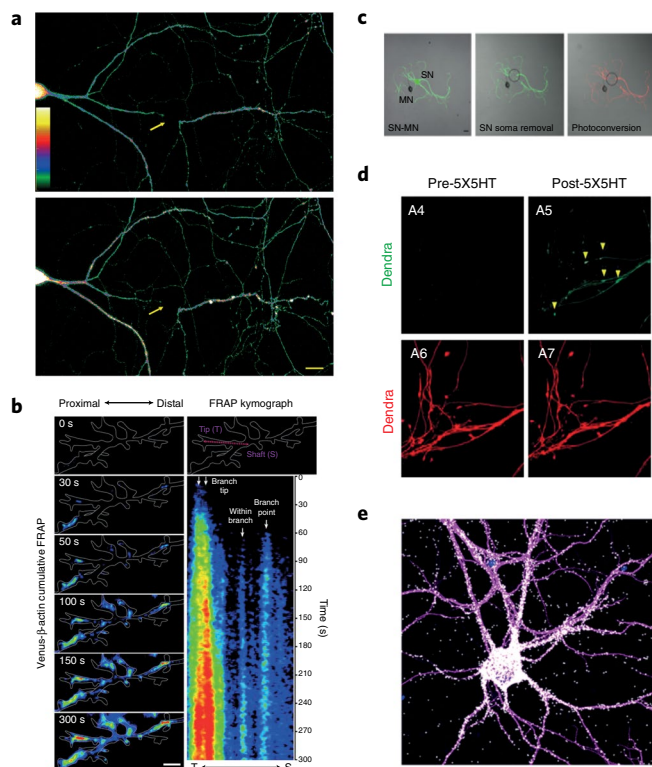 a
b
Proximal
Distal
FRAP kymograph
0 s
Tip (T)
Shaft (S)
30 s
50 s
100 s
150 s
300 s
Venus-β-actin cumulative FRAP
Branch
tip
Within
branch
Branch
point
0
30
60
90
120
150
180
210
240
270
300
Time (s)
T
S
c
SN
MN
SN-MN
SN soma removal
Photoconversion
d
Pre-5X5HT
Post-5X5HT
Dendra
A4
A5
Dendra
A6
A7
e